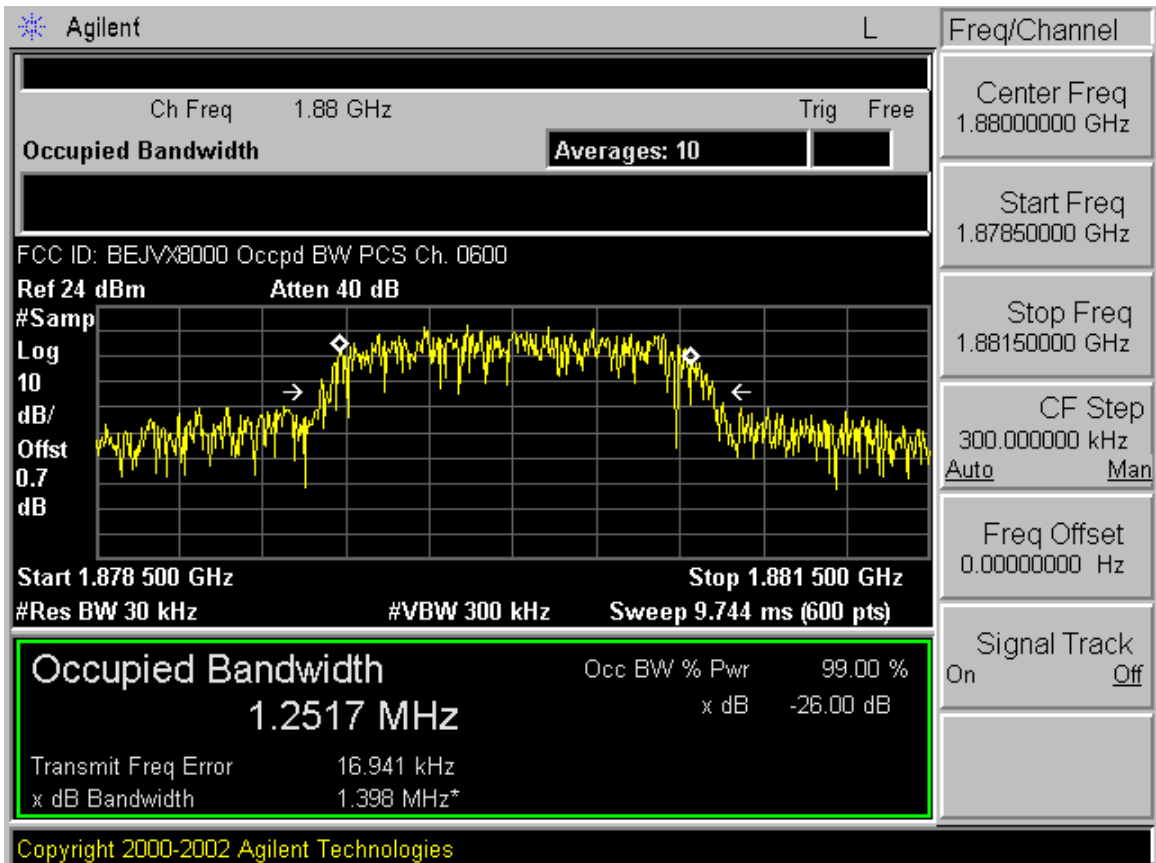 Agilent L
Freq/Channel
Ch Freq 1.88 GHz Trig Free
Occupied Bandwidth Averages: 10
FCC ID: BEJVX8000 Occpd BW PCS Ch. 0600
Ref 24 dBm Atten 40 dB
#Samp
Log
10
dB/
Offst
0.7
dB
Start 1.878 500 GHz Stop 1.881 500 GHz
#Res BW 30 kHz #VBW 300 kHz Sweep 9.744 ms (600 pts)
Occupied Bandwidth Occ BW % Pwr 99.00 %
1.2517 MHz x dB -26.00 dB
Transmit Freq Error 16.941 kHz
x dB Bandwidth 1.398 MHz*
Copyright 2000-2002 Agilent Technologies
Center Freq
1.88000000 GHz
Start Freq
1.87850000 GHz
Stop Freq
1.88150000 GHz
CF Step
300.000000 kHz
Auto Man
Freq Offset
0.00000000 Hz
Signal Track
On Off